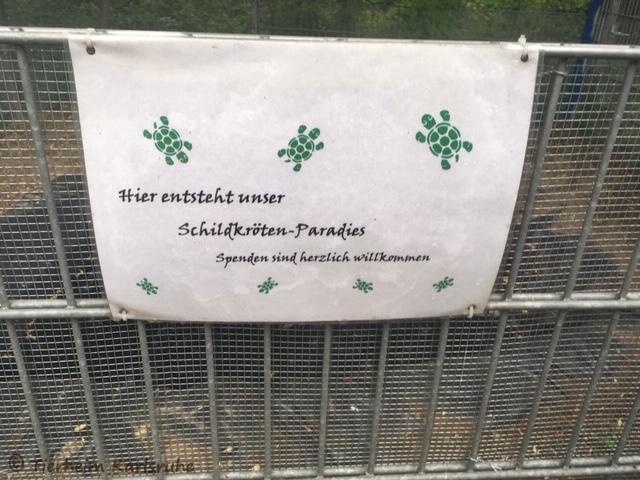 Hier entsteht unser
Schildkröten-Paradies
Spenden sind herzlich willkommen
© Tierheim Karlsruhe